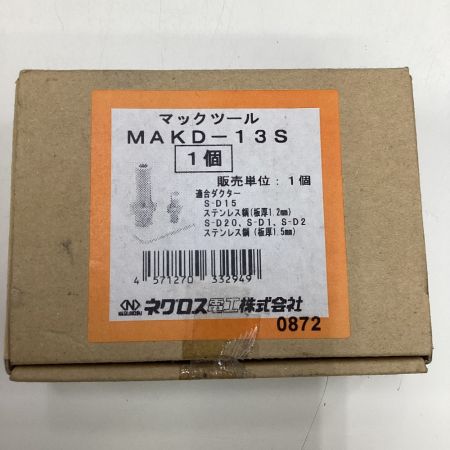 マックツール
MAKD-13S
1個
販売単位：1個
適合ダクター
S-D15
ステンレス鋼(板厚1.2mm)
S-D20、S-D1、S-D2
ステンレス鋼(板厚1.5mm)
4 571270 332949
NEGUROSU
ネグロス電工株式会社
0872